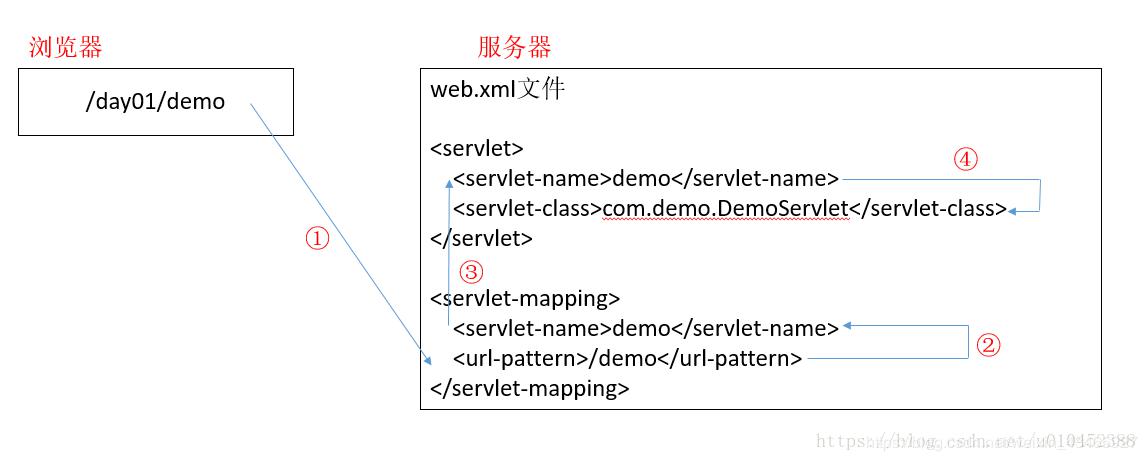 浏览器
服务器
/day01/demo
web.xml文件
<servlet>
<servlet-name>demo</servlet-name>
④
<servlet-class>com.demo.DemoServlet</servlet-class>
①
</servlet>
③
<servlet-mapping>
<servlet-name>demo</servlet-name>
②
<url-pattern>/demo</url-pattern>
</servlet-mapping>
https://blog.csdn.net/u010452388